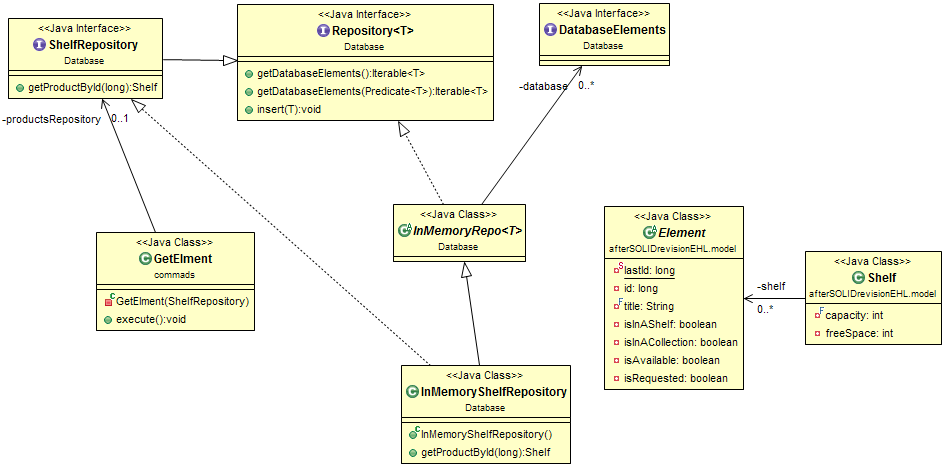 <<Java Interface>>
ShelfRepository
Database
getProductById(long):Shelf
<<Java Interface>>
Repository<T>
Database
getDatabaseElements():Iterable<T>
getDatabaseElements(Predicate<T>):Iterable<T>
insert(T):void
<<Java Interface>>
DatabaseElements
Database
-database
0..*
-productsRepository
0..1
<<Java Class>>
GetElment
commads
GetElment(ShelfRepository)
execute():void
<<Java Class>>
InMemoryRepo<T>
Database
<<Java Class>>
Element
afterSOLIDrevisionEHL.model
lastId: long
id: long
title: String
isInAShelf: boolean
isInACollection: boolean
isAvailable: boolean
isRequested: boolean
-shelf
0..*
<<Java Class>>
Shelf
afterSOLIDrevisionEHL.model
capacity: int
freeSpace: int
<<Java Class>>
InMemoryShelfRepository
Database
InMemoryShelfRepository()
getProductById(long):Shelf